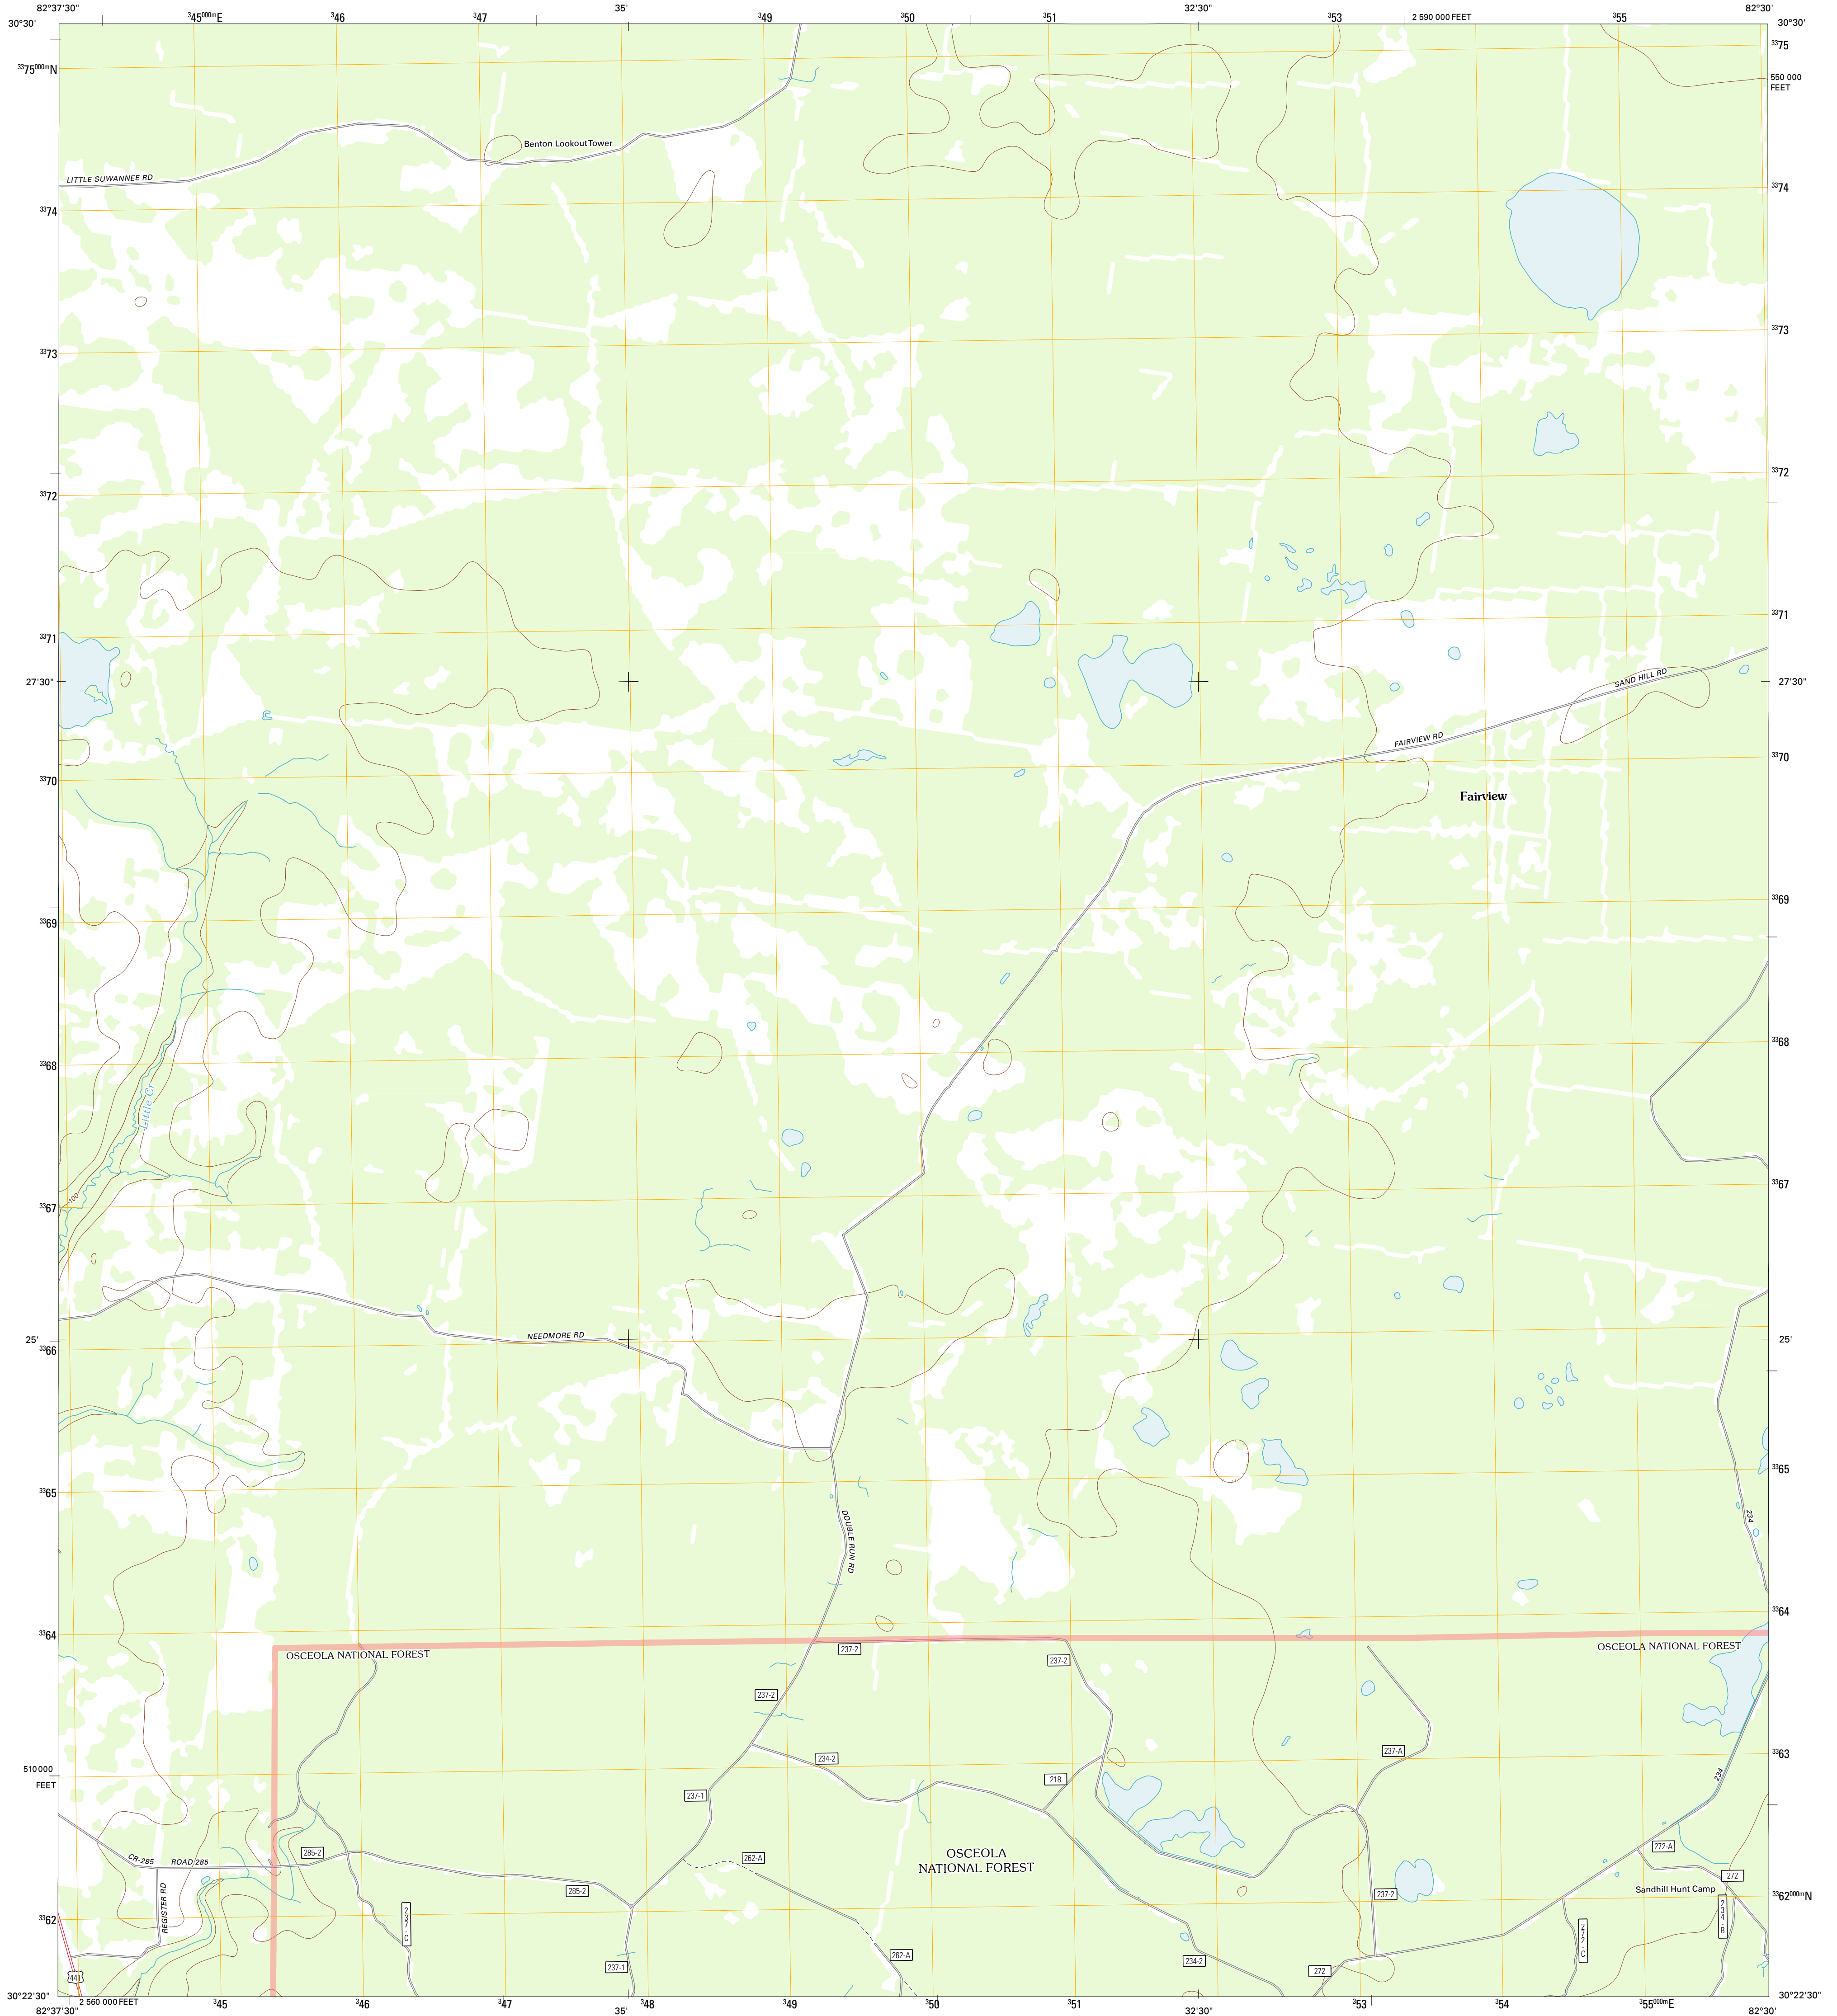 82°37'30"
³45⁰⁰⁰ᵐE
³46
³47
35'
³49
³50
³51
32'30"
³53
2 590 000 FEET
³55
82°30'
30°30'
30°30'
³³75
³³75⁰⁰⁰ᵐN
550 000
FEET
Benton Lookout Tower
LITTLE SUWANNEE RD
³³74
³³74
³³73
³³73
³³72
³³72
³³71
³³71
27'30"
27'30"
SAND HILL RD
FAIRVIEW RD
³³70
³³70
Fairview
³³69
³³69
³³68
³³68
Little Cr
100
³³67
³³67
NEEDMORE RD
25'
25'
³³66
³³65
³³65
DOUBLE RUN RD
234
³³64
³³64
OSCEOLA NATIONAL FOREST
237-2
237-2
OSCEOLA NATIONAL FOREST
237-2
237-A
234-2
³³63
510 000
FEET
218
237-1
234
272-A
285-2
CR-285
ROAD 285
262-A
OSCEOLA
NATIONAL FOREST
272
285-2
Sandhill Hunt Camp
237-2
³³62⁰⁰⁰ᵐN
REGISTER RD
237-C
234-B
³³62
272-C
262-A
234-2
237-1
272
441
30°22'30"
30°22'30"
2 560 000 FEET
82°37'30"
³45
³46
³47
35'
³48
³49
³50
³51
32'30"
³53
³54
³55⁰⁰⁰ᵐE
82°30'